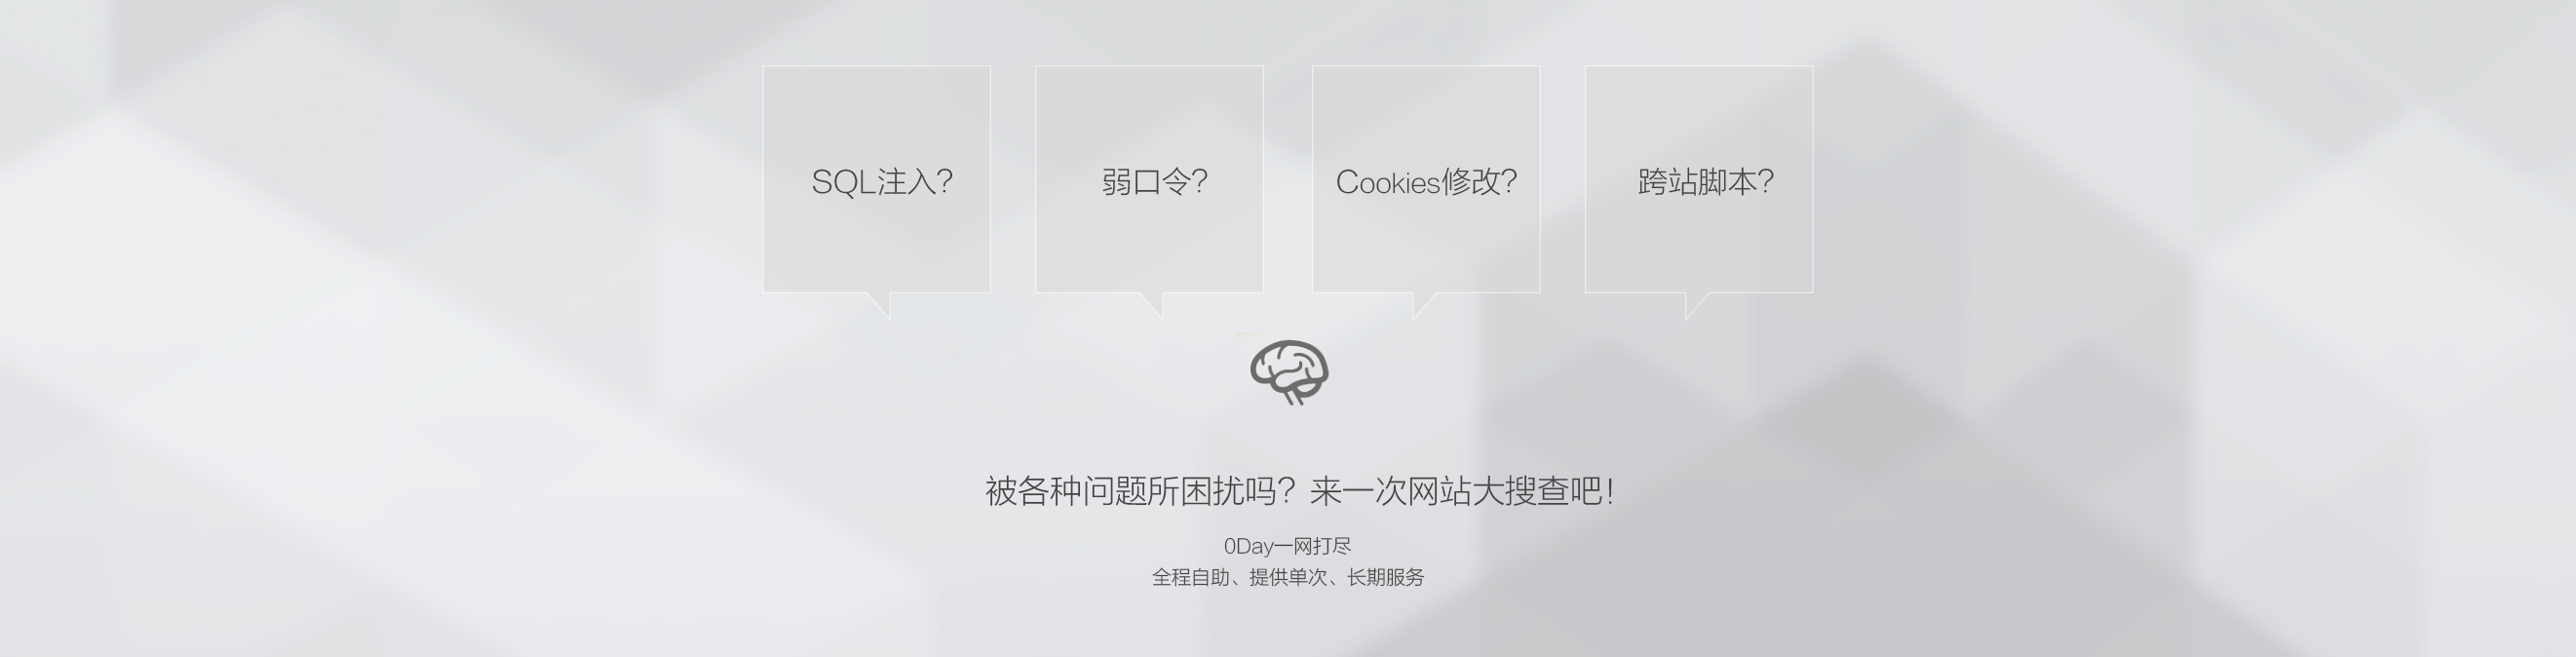 SQL注入?
弱口令?
Cookies修改?
跨站脚本?
被各种问题所困扰吗？来一次网站大搜查吧！
0Day一网打尽
全程自助、提供单次、长期服务